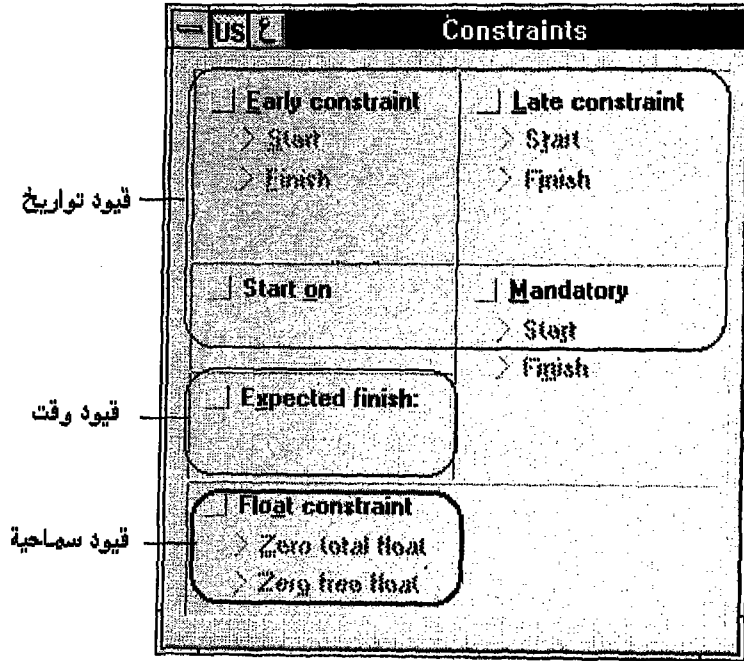 US ع Constraints
Early constraint
Start
Finish
Late constraint
Start
Finish
قيود تواريخ
Start on
Mandatory
Start
Finish
Expected finish:
قيود وقت
Float constraint
Zero total float
Zero free float
قيود سماحية